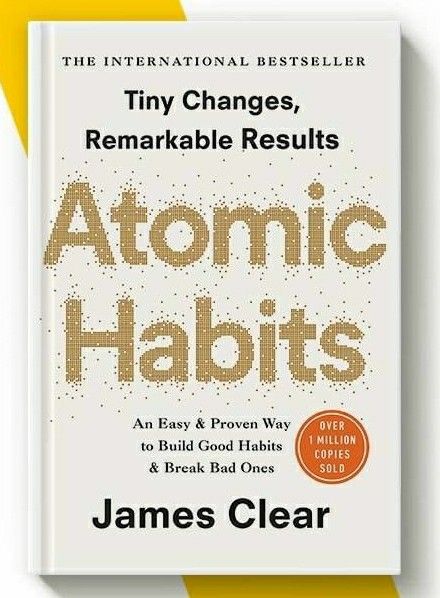 THE INTERNATIONAL BESTSELLER
Tiny Changes,
Remarkable Results
Atomic
Habits
An Easy & Proven Way
to Build Good Habits
& Break Bad Ones
OVER
1 MILLION
COPIES
SOLD
James Clear